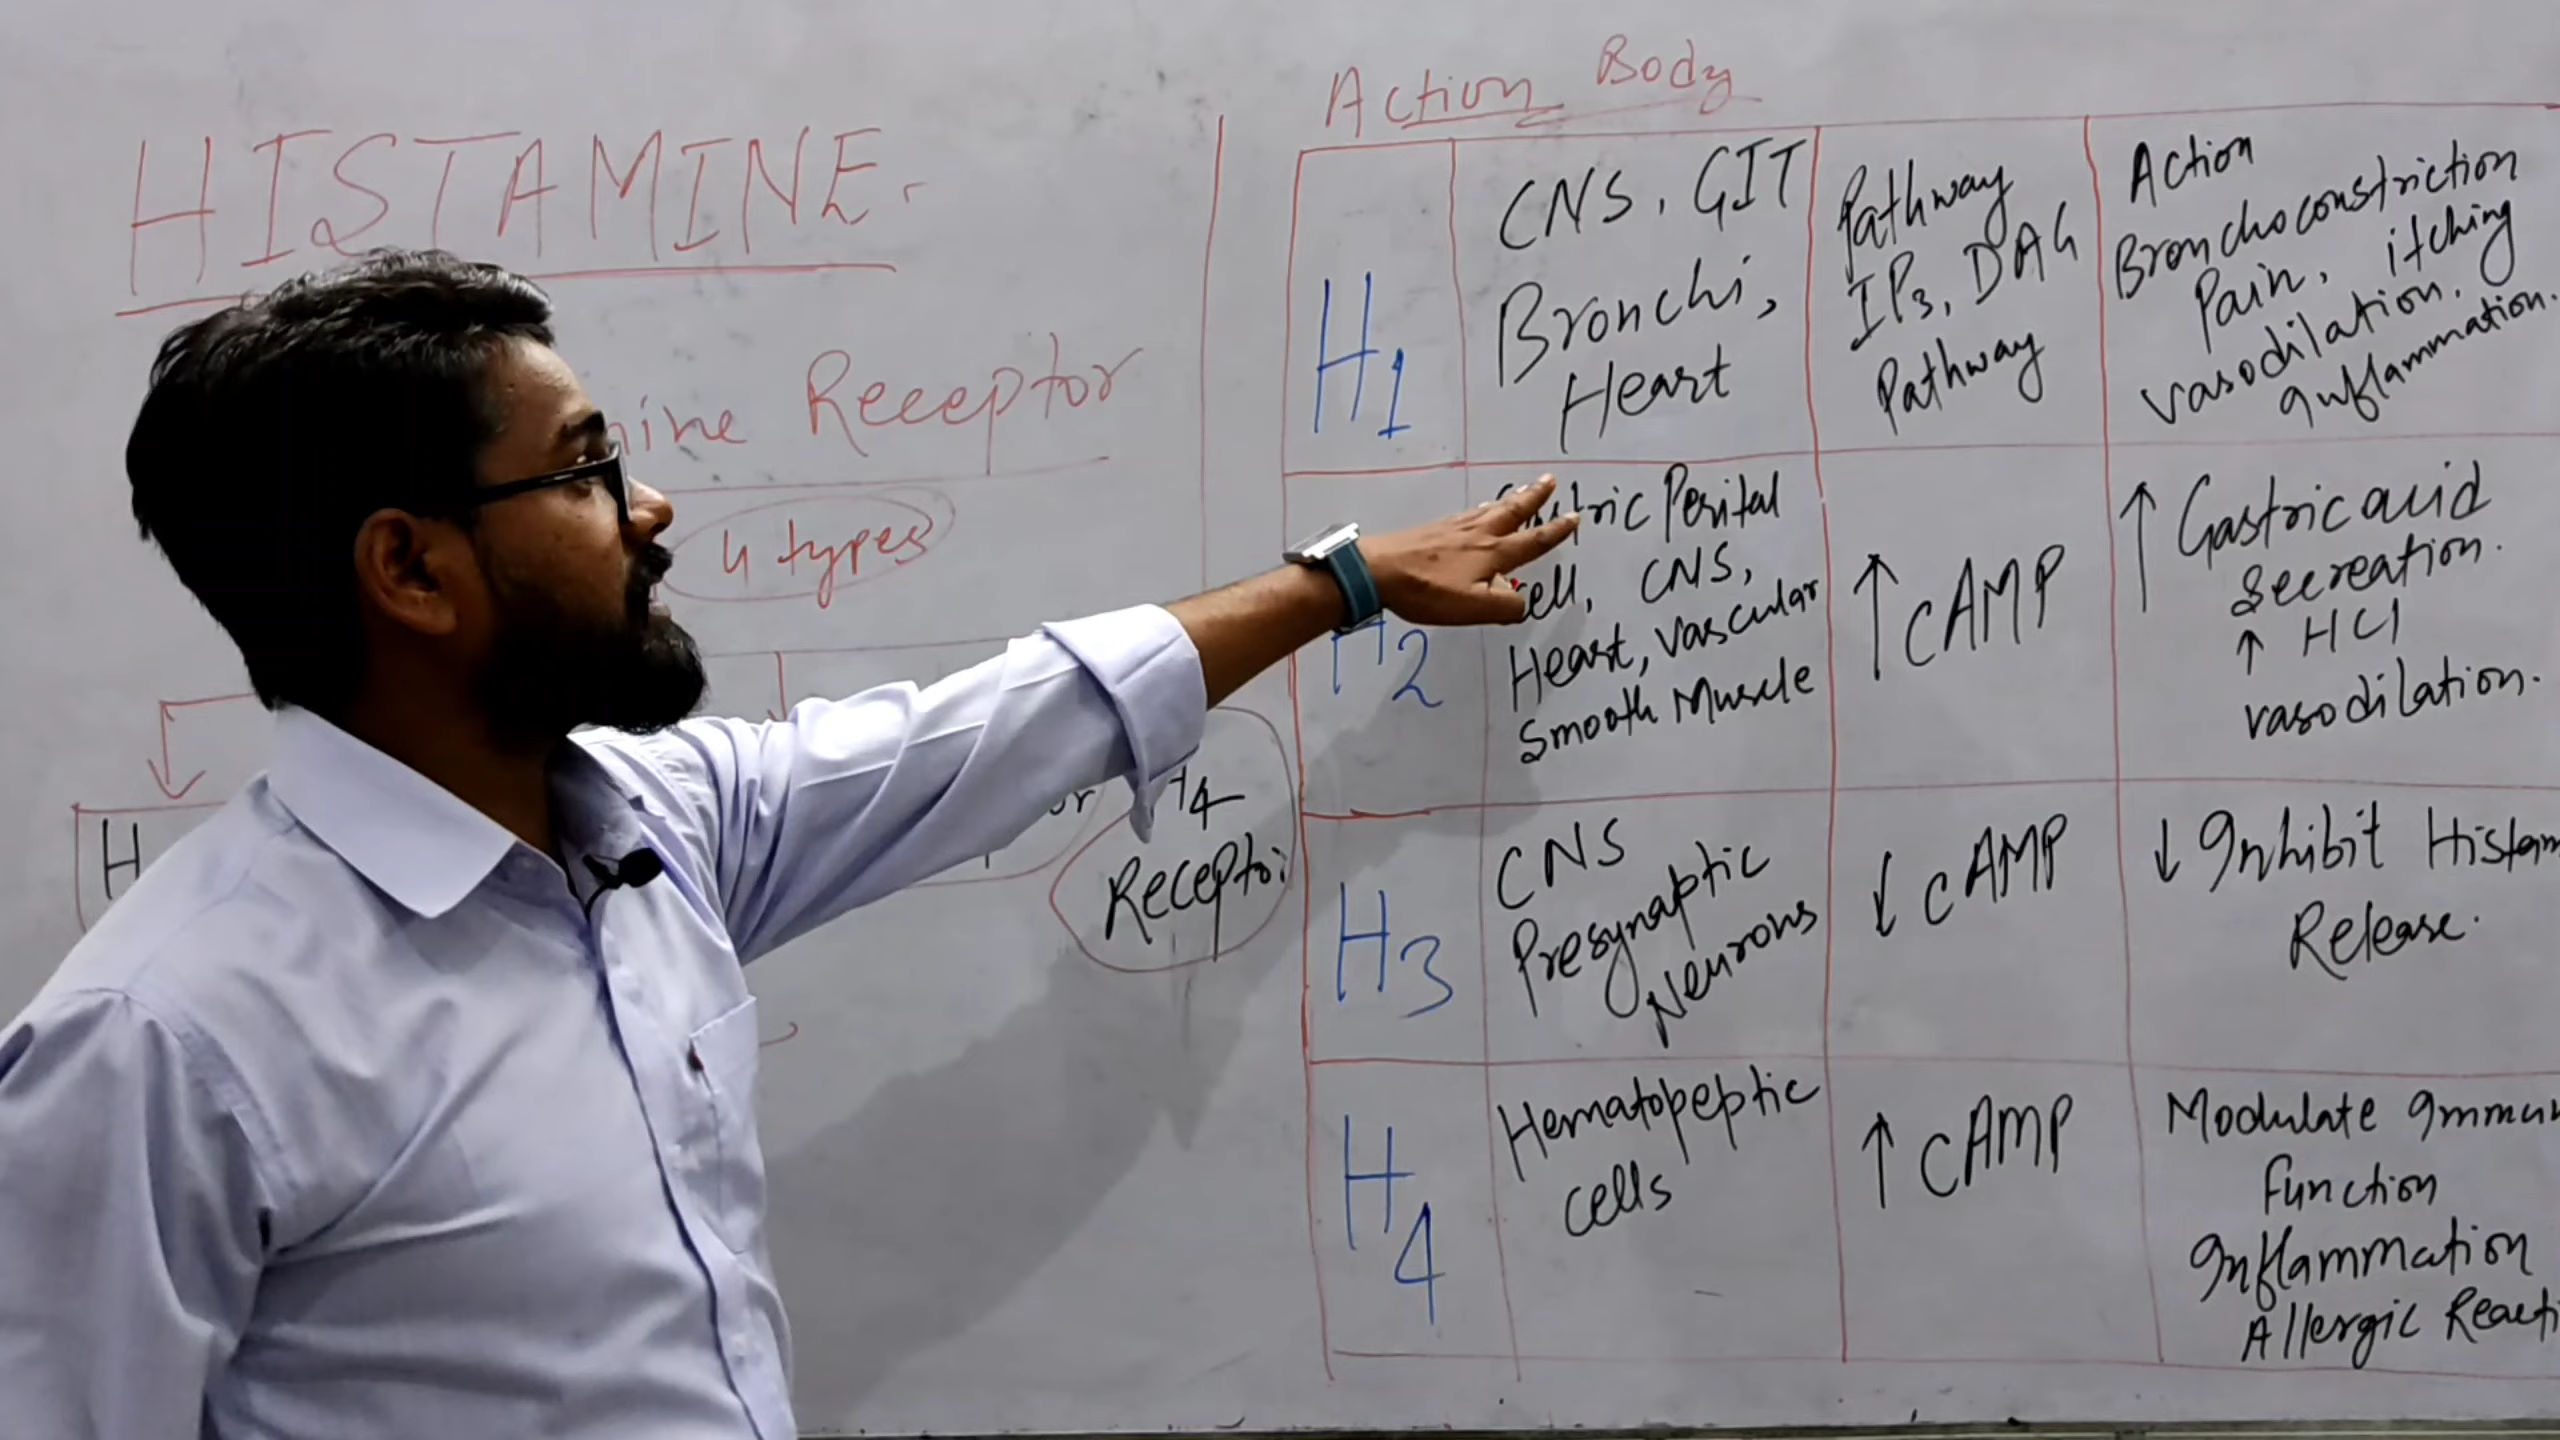 HISTAMINE.
Receptor
4 types
H
H4
Receptor
Action Body
H1
CNS, GIT
Bronchi,
Heart
Pathway
IP3, DAG
Pathway
Action
Bronchoconstriction
Pain, itching
vasodilation.
Inflammation.
H2
Perital
cell, CNS,
Heart, vascular
Smooth Muscle
↑ cAMP
↑ Gastric acid
Secreation.
↑ HCl
vasodilation.
H3
CNS
Presynaptic
Neurons
↓ cAMP
↓ Inhibit Histam
Release.
H4
Hematopeptic
cells
↑ cAMP
Modulate Immun
Function
Inflammation
Allergic Reacti